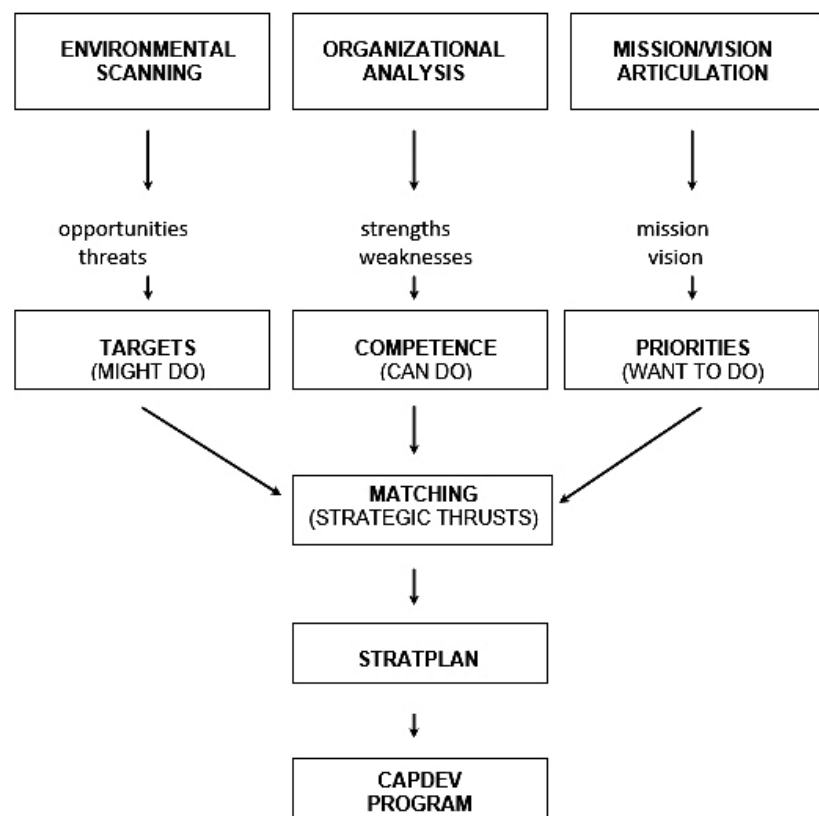 ENVIRONMENTAL
SCANNING
ORGANIZATIONAL
ANALYSIS
MISSION/VISION
ARTICULATION
opportunities
threats
strengths
weaknesses
mission
vision
TARGETS
(MIGHT DO)
COMPETENCE
(CAN DO)
PRIORITIES
(WANT TO DO)
MATCHING
(STRATEGIC THRUSTS)
STRATPLAN
CAPDEV
PROGRAM